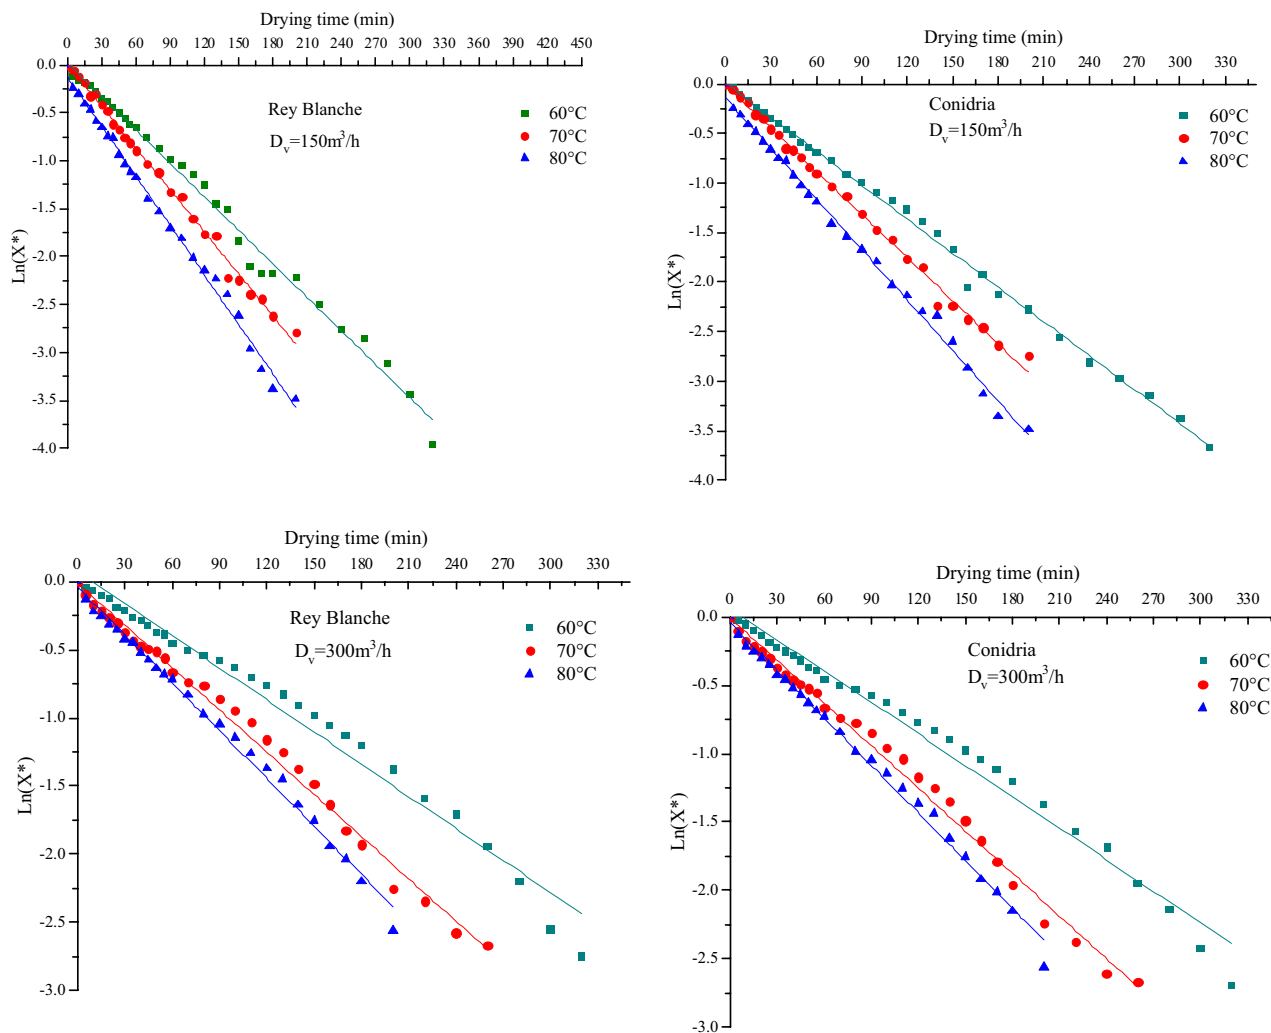 Drying time (min)
0 30 60 90 120 150 180 210 240 270 300 330 360 390 420 450
0.0
-0.5
-1.0
-1.5
-2.0
-2.5
-3.0
-3.5
-4.0
Ln(X*)
Rey Blanche
Dᵥ=150m³/h
60°C
70°C
80°C
Drying time (min)
0 30 60 90 120 150 180 210 240 270 300 330
0.0
-0.5
-1.0
-1.5
-2.0
-2.5
-3.0
-3.5
-4.0
Ln(X*)
Conidria
Dᵥ=150m³/h
60°C
70°C
80°C
Drying time (min)
30 60 90 120 150 180 210 240 270 300 330
0.0
-0.5
-1.0
-1.5
-2.0
-2.5
-3.0
Ln(X*)
Rey Blanche
Dᵥ=300m³/h
60°C
70°C
80°C
Drying time (min)
0 30 60 90 120 150 180 210 240 270 300 330
0.0
-0.5
-1.0
-1.5
-2.0
-2.5
-3.0
Ln(X*)
Conidria
Dᵥ=300m³/h
60°C
70°C
80°C